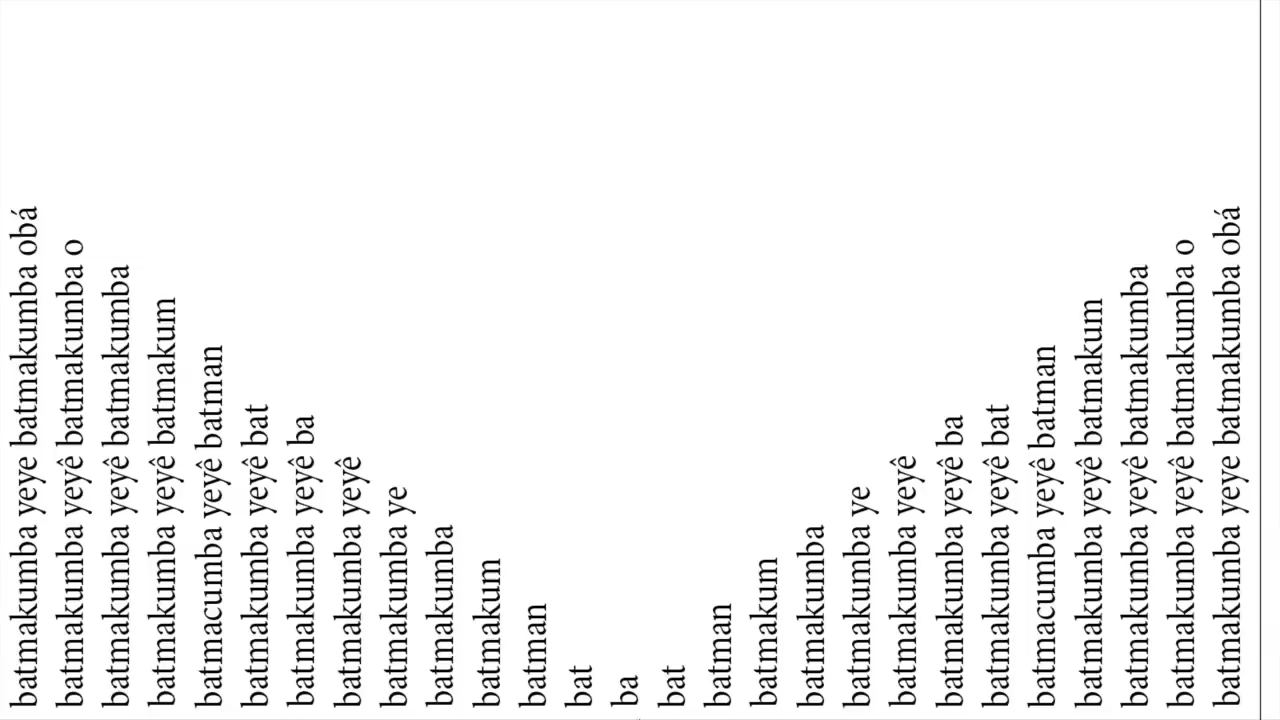 batmakumba yeye batmakumba obá
batmakumba yeyê batmakumba o
batmakumba yeyê batmakumba
batmakumba yeyê batmakum
batmacumba yeyê batman
batmakumba yeyê bat
batmakumba yeyê ba
batmakumba yeyê
batmakumba ye
batmakumba
batmakum
batman
bat
ba
bat
batman
batmakum
batmakumba
batmakumba ye
batmakumba yeyê
batmakumba yeyê ba
batmakumba yeyê bat
batmacumba yeyê batman
batmakumba yeyê batmakum
batmakumba yeyê batmakumba
batmakumba yeyê batmakumba o
batmakumba yeye batmakumba obá